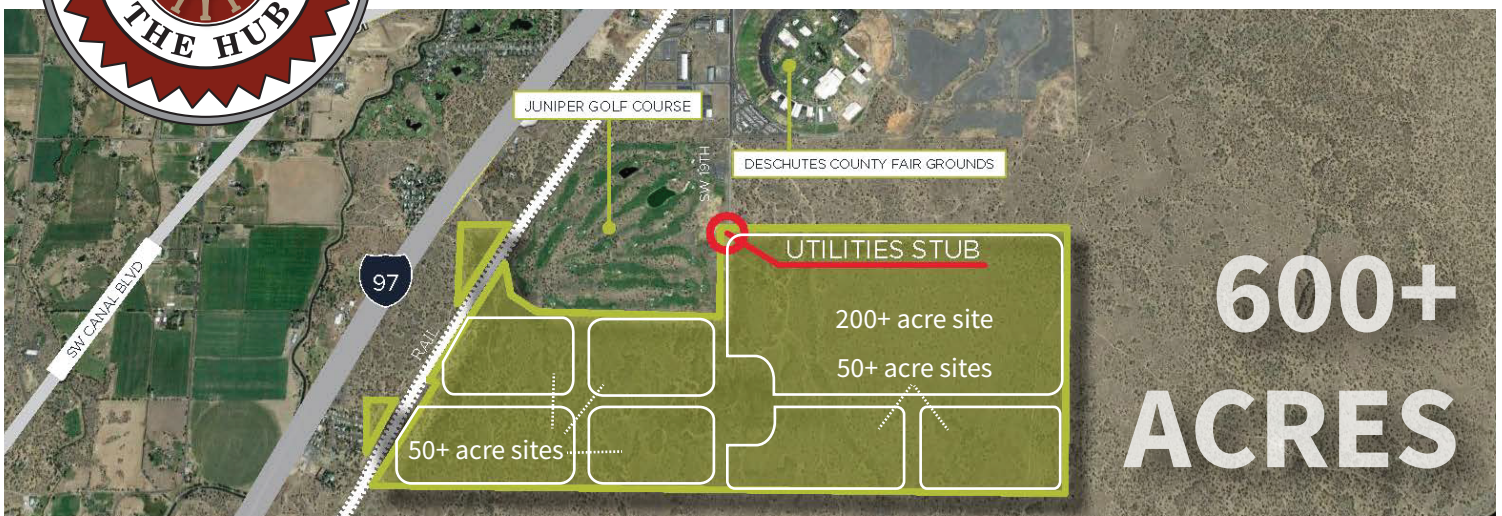 THE HUB
JUNIPER GOLF COURSE
DESCHUTES COUNTY FAIR GROUNDS
SW 19TH
UTILITIES STUB
97
SW CANAL BLVD
RAIL
200+ acre site
50+ acre sites
50+ acre sites
600+
ACRES